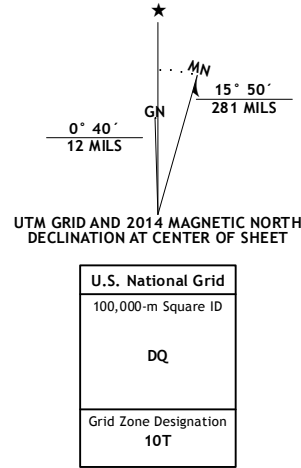 ★
MN
GN
15° 50´
281 MILS
0° 40´
12 MILS
UTM GRID AND 2014 MAGNETIC NORTH
DECLINATION AT CENTER OF SHEET
U.S. National Grid
100,000-m Square ID
DQ
Grid Zone Designation
10T